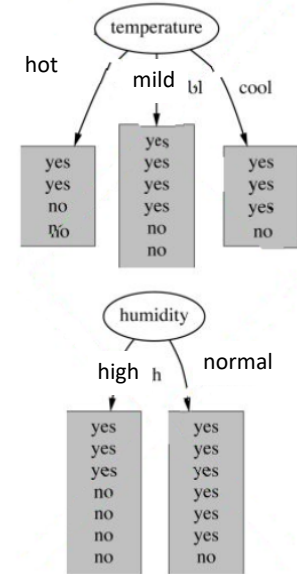 temperature
hot
mild
cool
yes
yes
no
no
yes
yes
yes
yes
no
no
yes
yes
yes
no
humidity
high
normal
yes
yes
yes
no
no
no
no
yes
yes
yes
yes
yes
yes
no